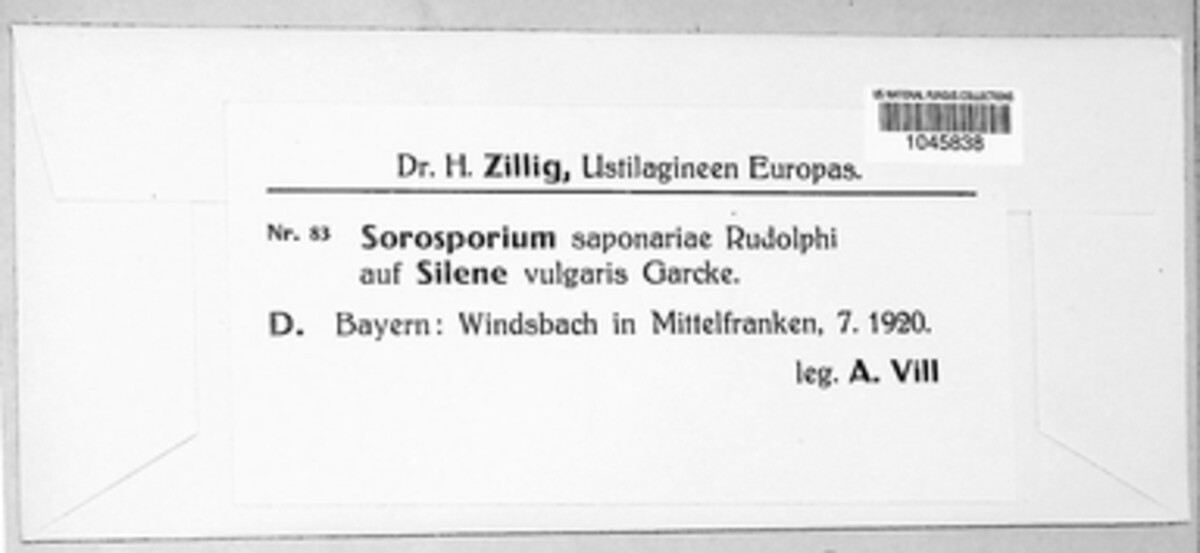 US NATIONAL FUNGUS COLLECTIONS
1045838
Dr. H. Zillig, Ustilagineen Europas.
Nr. 83 Sorosporium saponariae Rudolphi
auf Silene vulgaris Garcke.
D. Bayern: Windsbach in Mittelfranken, 7. 1920.
leg. A. Vill